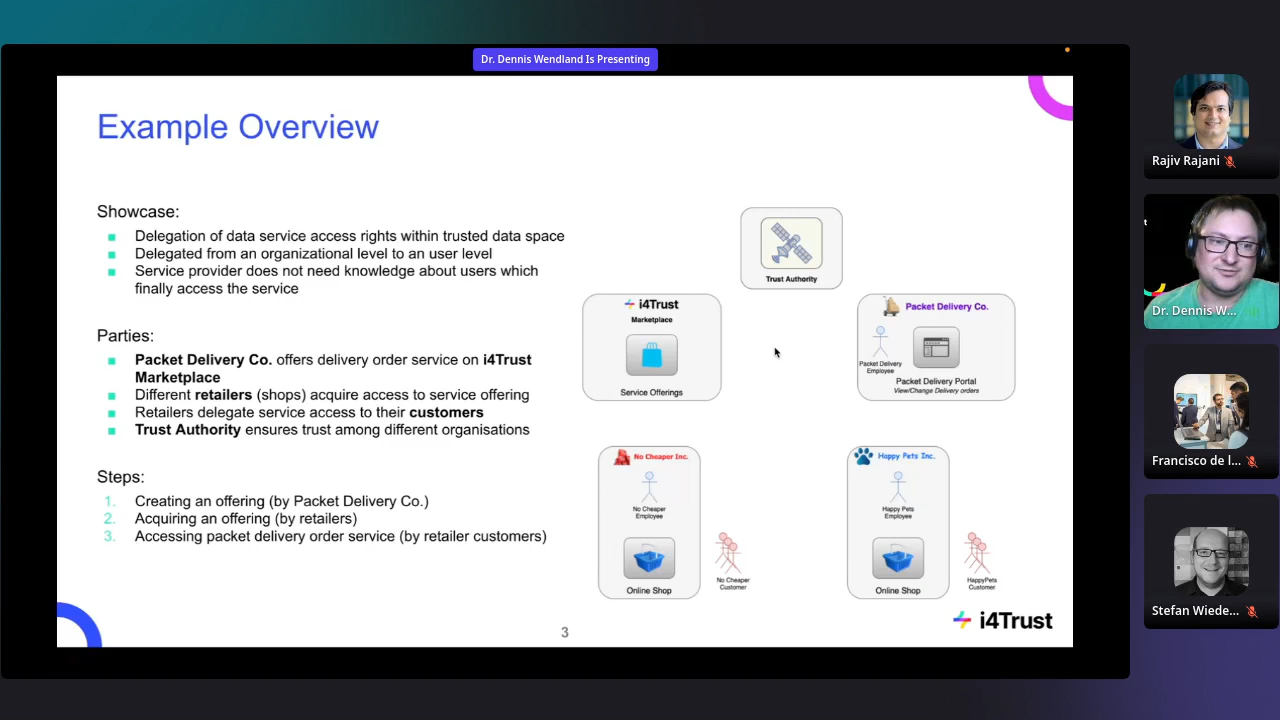 Dr. Dennis Wendland Is Presenting
Example Overview
Showcase:
Delegation of data service access rights within trusted data space
Delegated from an organizational level to an user level
Service provider does not need knowledge about users which
finally access the service
Parties:
Packet Delivery Co. offers delivery order service on i4Trust
Marketplace
Different retailers (shops) acquire access to service offering
Retailers delegate service access to their customers
Trust Authority ensures trust among different organisations
Steps:
1. Creating an offering (by Packet Delivery Co.)
2. Acquiring an offering (by retailers)
3. Accessing packet delivery order service (by retailer customers)
Trust Authority
i4Trust
Marketplace
Service Offerings
Packet Delivery Co.
Packet Delivery
Employee
Packet Delivery Portal
View/Change Delivery orders
No Cheaper Inc.
No Cheaper
Employee
Online Shop
No Cheaper
Customer
Happy Pets Inc.
Happy Pets
Employee
Online Shop
HappyPets
Customer
3
i4Trust
Rajiv Rajani
Dr. Dennis W...
Francisco de l...
Stefan Wiede...